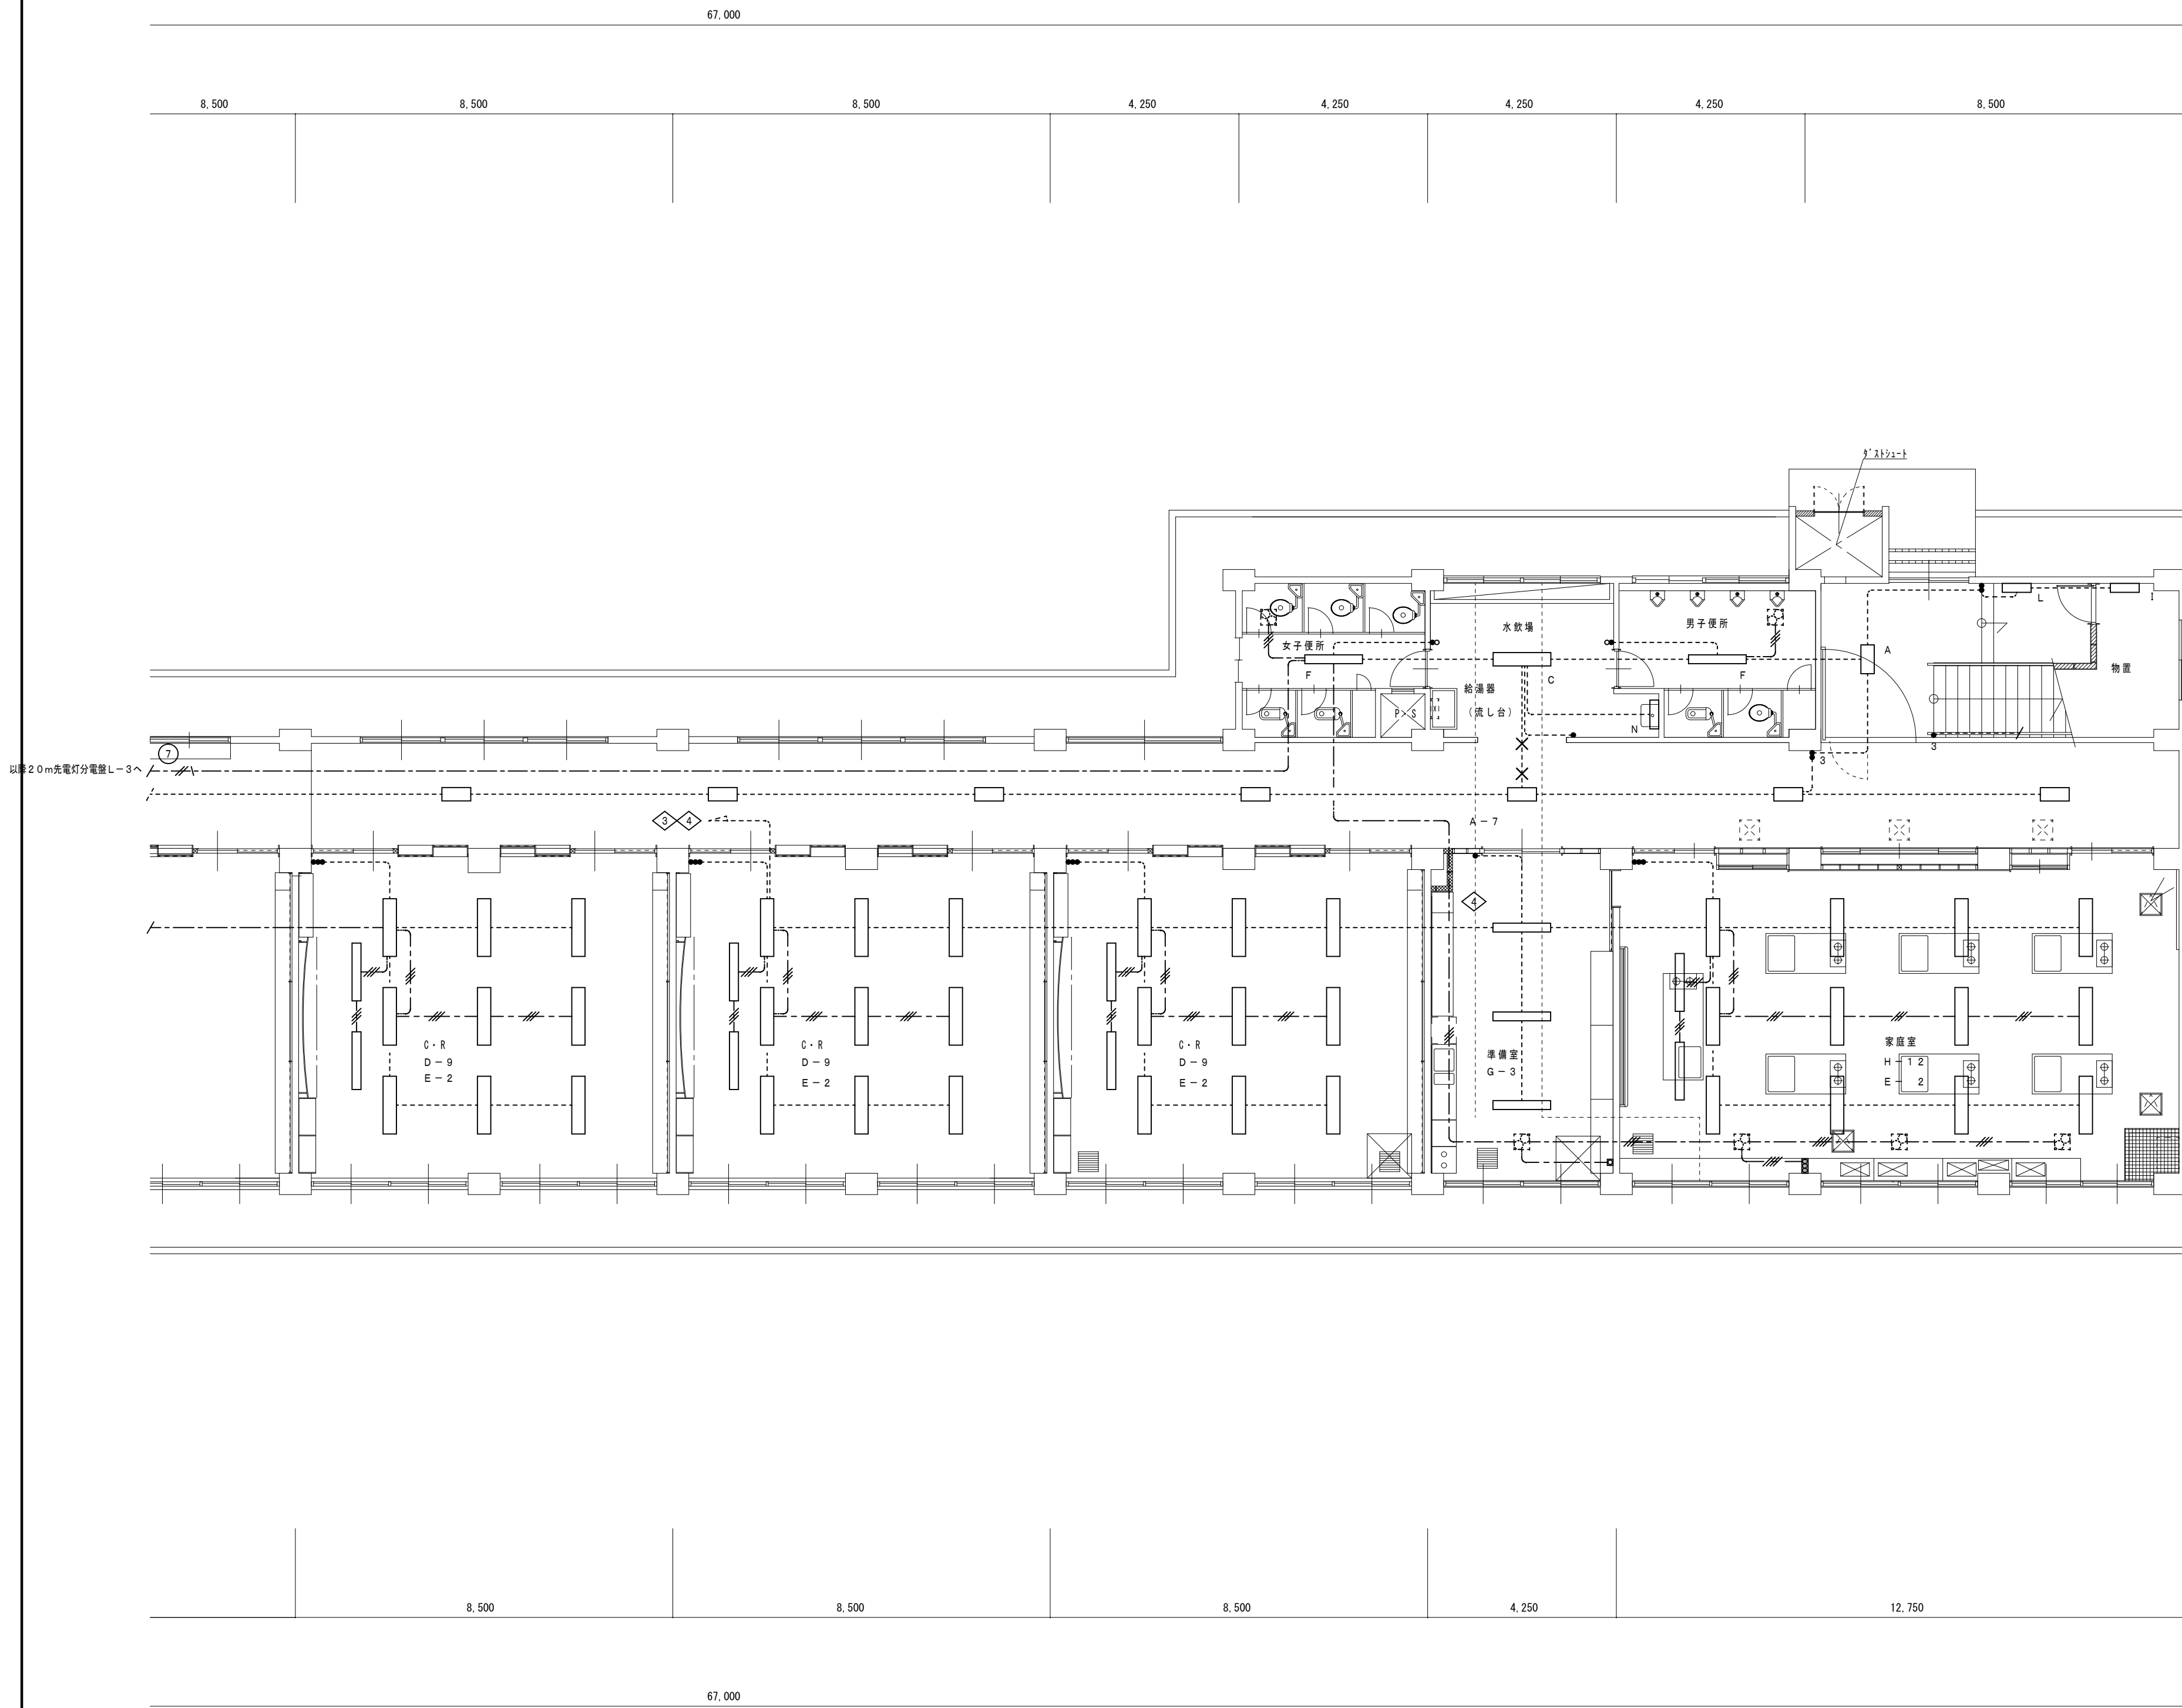 67,000
8,500
8,500
8,500
4,250
4,250
4,250
4,250
8,500
ﾀﾞｽﾄｼｭｰﾄ
水飲場
男子便所
女子便所
L
I
A
物置
F
C
F
給湯器
(流し台)
P・S
N
3
3
7
以降２０ｍ先電灯分電盤Ｌ－３へ
3
4
A－7
4
C・R
D－9
E－2
C・R
D－9
E－2
C・R
D－9
E－2
準備室
G－3
家庭室
H－12
E－ 2
8,500
8,500
8,500
4,250
12,750
67,000